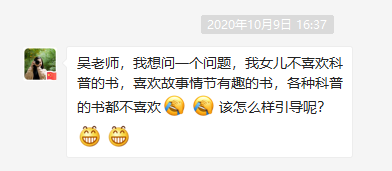 2020年10月9日 16:37
吴老师，我想问一个问题，我女儿不喜欢科
普的书，喜欢故事情节有趣的书，各种科普
的书都不喜欢🤣🤣该怎么样引导呢？
😁😁